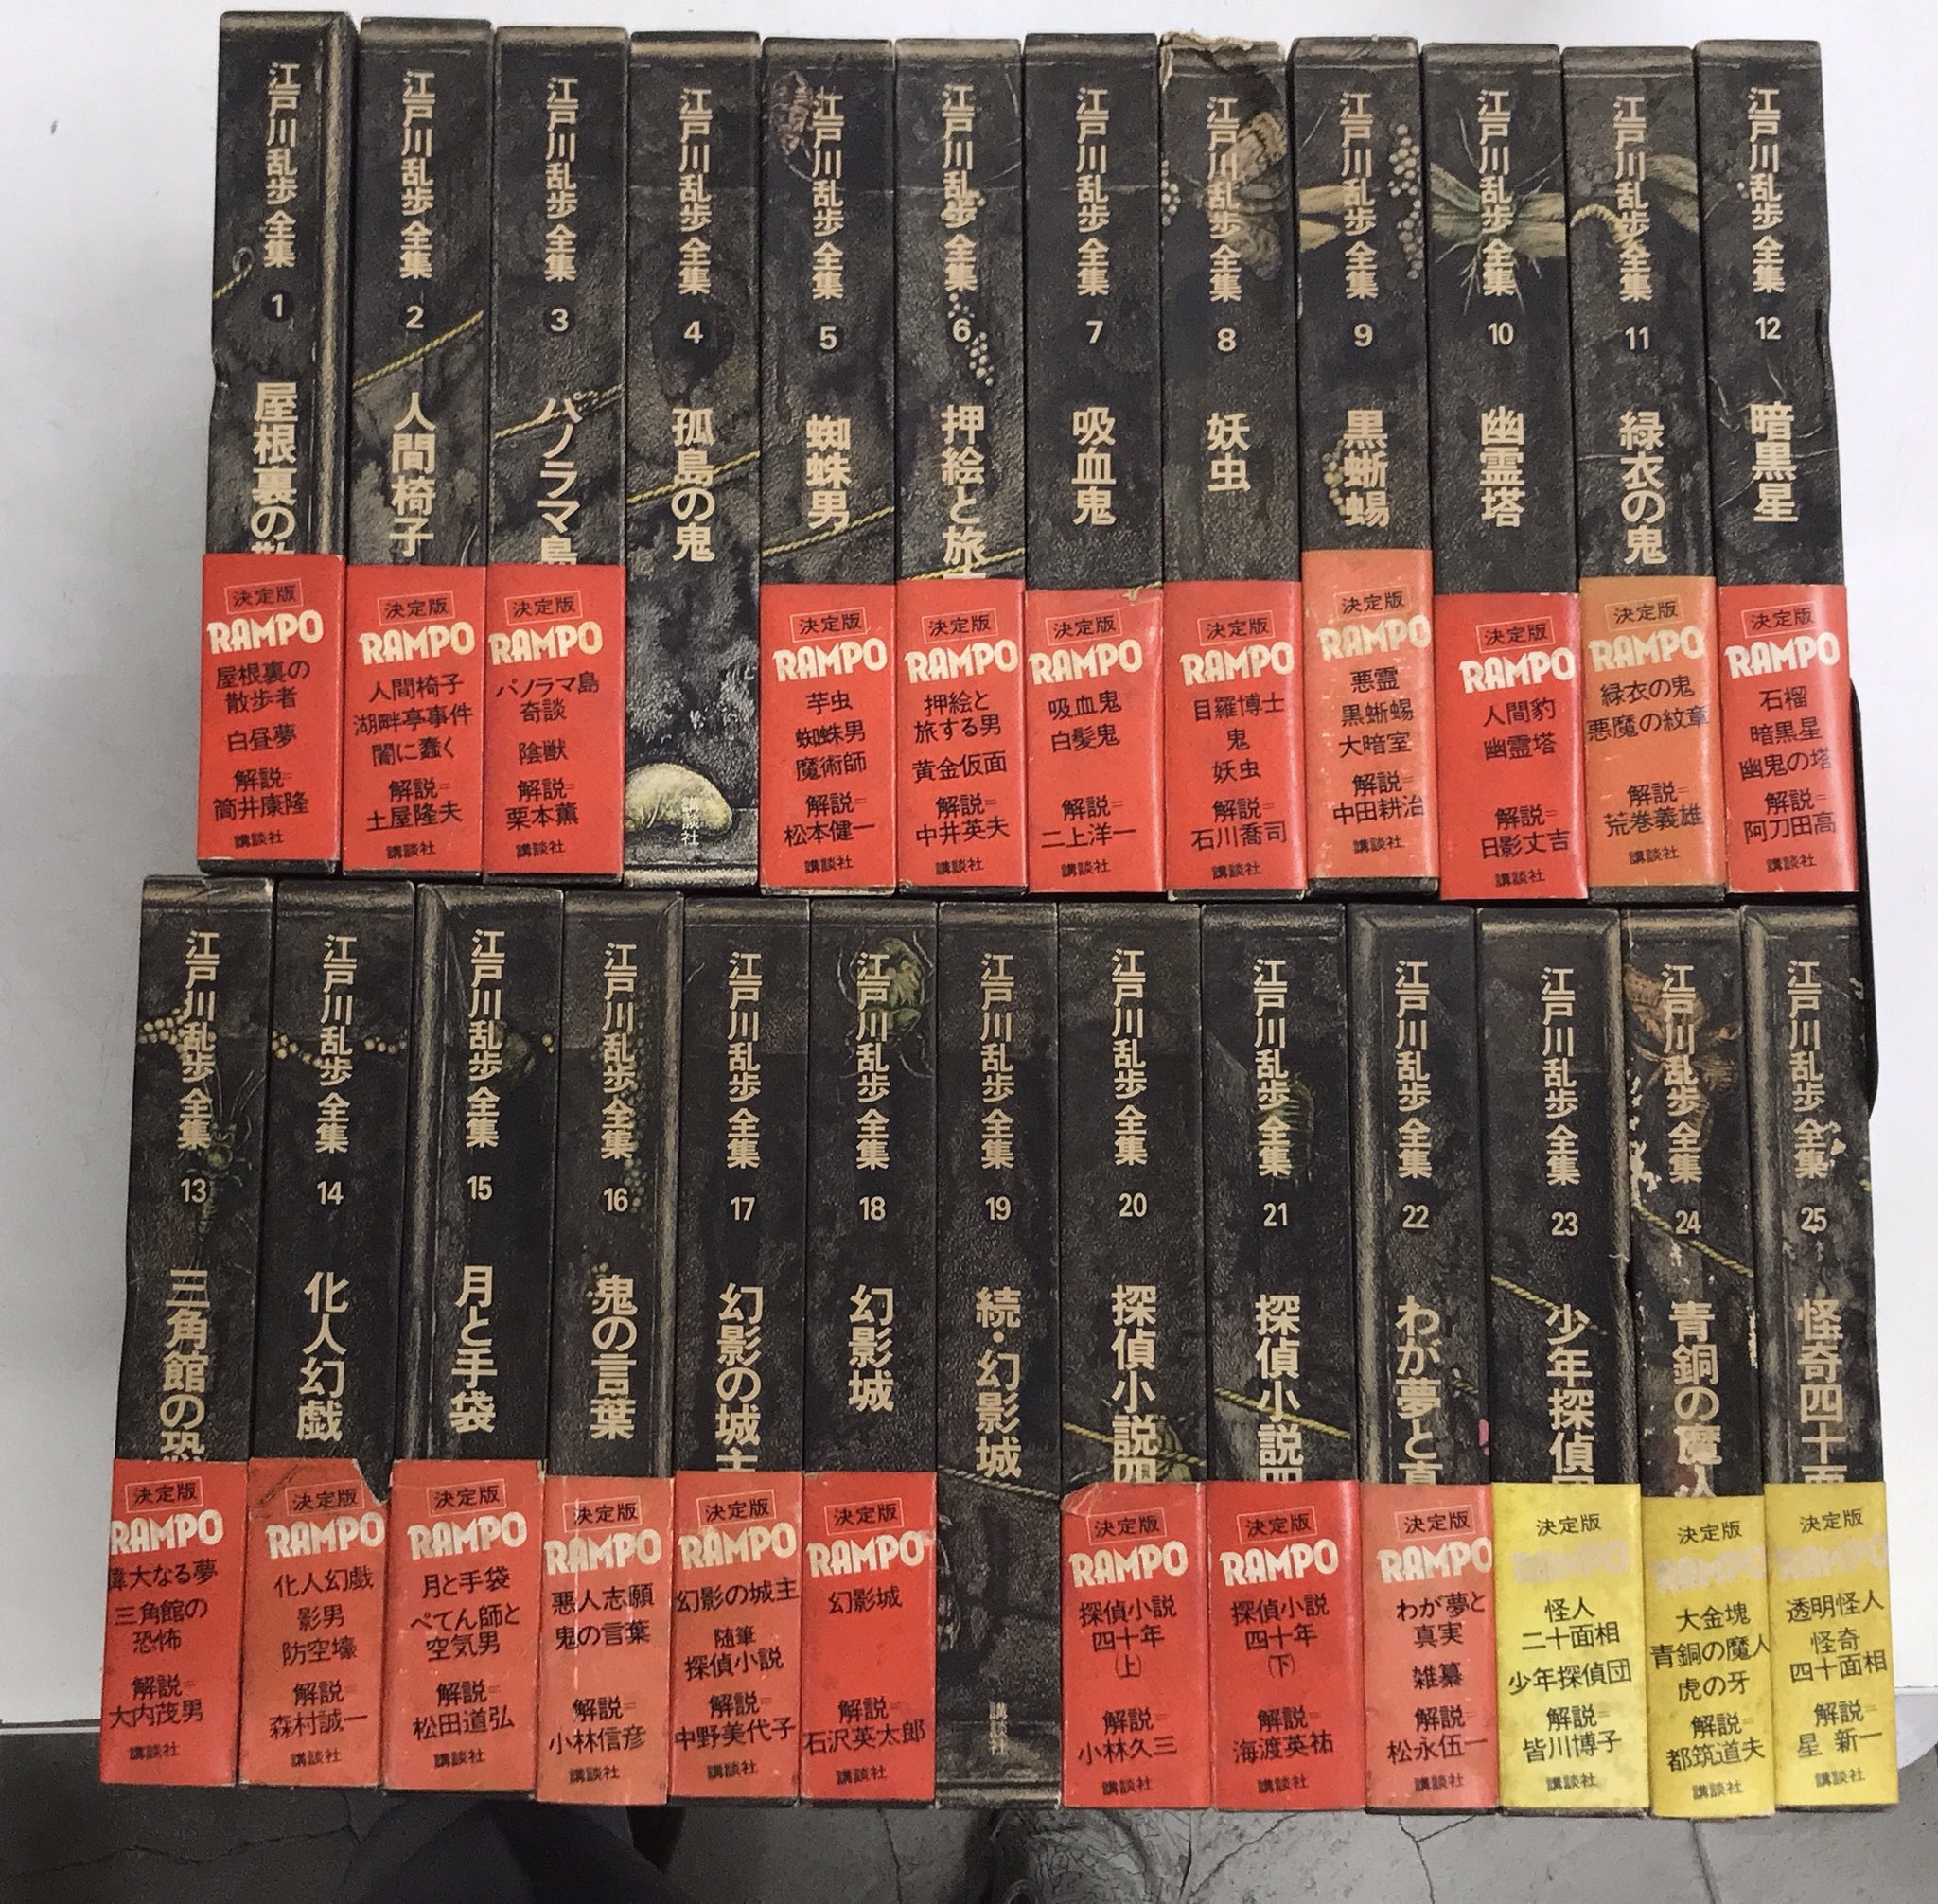 江戸川乱歩 全集 1 屋根裏の散
決定版
RAMPO
屋根裏の
散歩者
白昼夢
解説=
筒井康隆
講談社
江戸川乱歩 全集 2 人間椅子
決定版
RAMPO
人間椅子
湖畔亭事件
闇に蠢く
解説=
土屋隆夫
講談社
江戸川乱歩 全集 3 パノラマ島
決定版
RAMPO
パノラマ島
奇談
陰獣
解説=
栗本薫
講談社
江戸川乱歩 全集 4 孤島の鬼
講談社
江戸川乱歩 全集 5 蜘蛛男
決定版
RAMPO
芋虫
蜘蛛男
魔術師
解説=
松本健一
講談社
江戸川乱歩 全集 6 押絵と旅
決定版
RAMPO
押絵と
旅する男
黄金仮面
解説=
中井英夫
講談社
江戸川乱歩 全集 7 吸血鬼
決定版
RAMPO
吸血鬼
白髪鬼
解説=
二上洋一
講談社
江戸川乱歩 全集 8 妖虫
決定版
RAMPO
目羅博士
鬼
妖虫
解説=
石川喬司
講談社
江戸川乱歩 全集 9 黒蜥蜴
決定版
RAMPO
悪霊
黒蜥蜴
大暗室
解説=
中田耕治
講談社
江戸川乱歩 全集 10 幽霊塔
決定版
RAMPO
人間豹
幽霊塔
解説=
日影丈吉
講談社
江戸川乱歩 全集 11 緑衣の鬼
決定版
RAMPO
緑衣の鬼
悪魔の紋章
解説=
荒巻義雄
講談社
江戸川乱歩 全集 12 暗黒星
決定版
RAMPO
石榴
暗黒星
幽鬼の塔
解説=
阿刀田高
講談社
江戸川乱歩 全集 13 三角館の恐
決定版
RAMPO
偉大なる夢
三角館の
恐怖
解説=
大内茂男
講談社
江戸川乱歩 全集 14 化人幻戯
決定版
RAMPO
化人幻戯
影男
防空壕
解説=
森村誠一
講談社
江戸川乱歩 全集 15 月と手袋
決定版
RAMPO
月と手袋
ぺてん師と
空気男
解説=
松田道弘
講談社
江戸川乱歩 全集 16 鬼の言葉
決定版
RAMPO
悪人志願
鬼の言葉
解説=
小林信彦
講談社
江戸川乱歩 全集 17 幻影の城主
決定版
RAMPO
幻影の城主
随筆
探偵小説
解説=
中野美代子
講談社
江戸川乱歩 全集 18 幻影城
決定版
RAMPO
幻影城
解説=
石沢英太郎
講談社
江戸川乱歩 全集 19 続・幻影城
講談社
江戸川乱歩 全集 20 探偵小説四
決定版
RAMPO
探偵小説
四十年
(上)
解説=
小林久三
講談社
江戸川乱歩 全集 21 探偵小説四
決定版
RAMPO
探偵小説
四十年
(下)
解説=
海渡英祐
講談社
江戸川乱歩 全集 22 わが夢と真
決定版
RAMPO
わが夢と
真実
雑纂
解説=
松永伍一
講談社
江戸川乱歩 全集 23 少年探偵団
決定版
RAMPO
怪人
二十面相
少年探偵団
解説=
皆川博子
講談社
江戸川乱歩 全集 24 青銅の魔人
決定版
RAMPO
大金塊
青銅の魔人
虎の牙
解説=
都筑道夫
講談社
江戸川乱歩 全集 25 怪奇四十面
決定版
RAMPO
透明怪人
怪奇
四十面相
解説=
星 新一
講談社